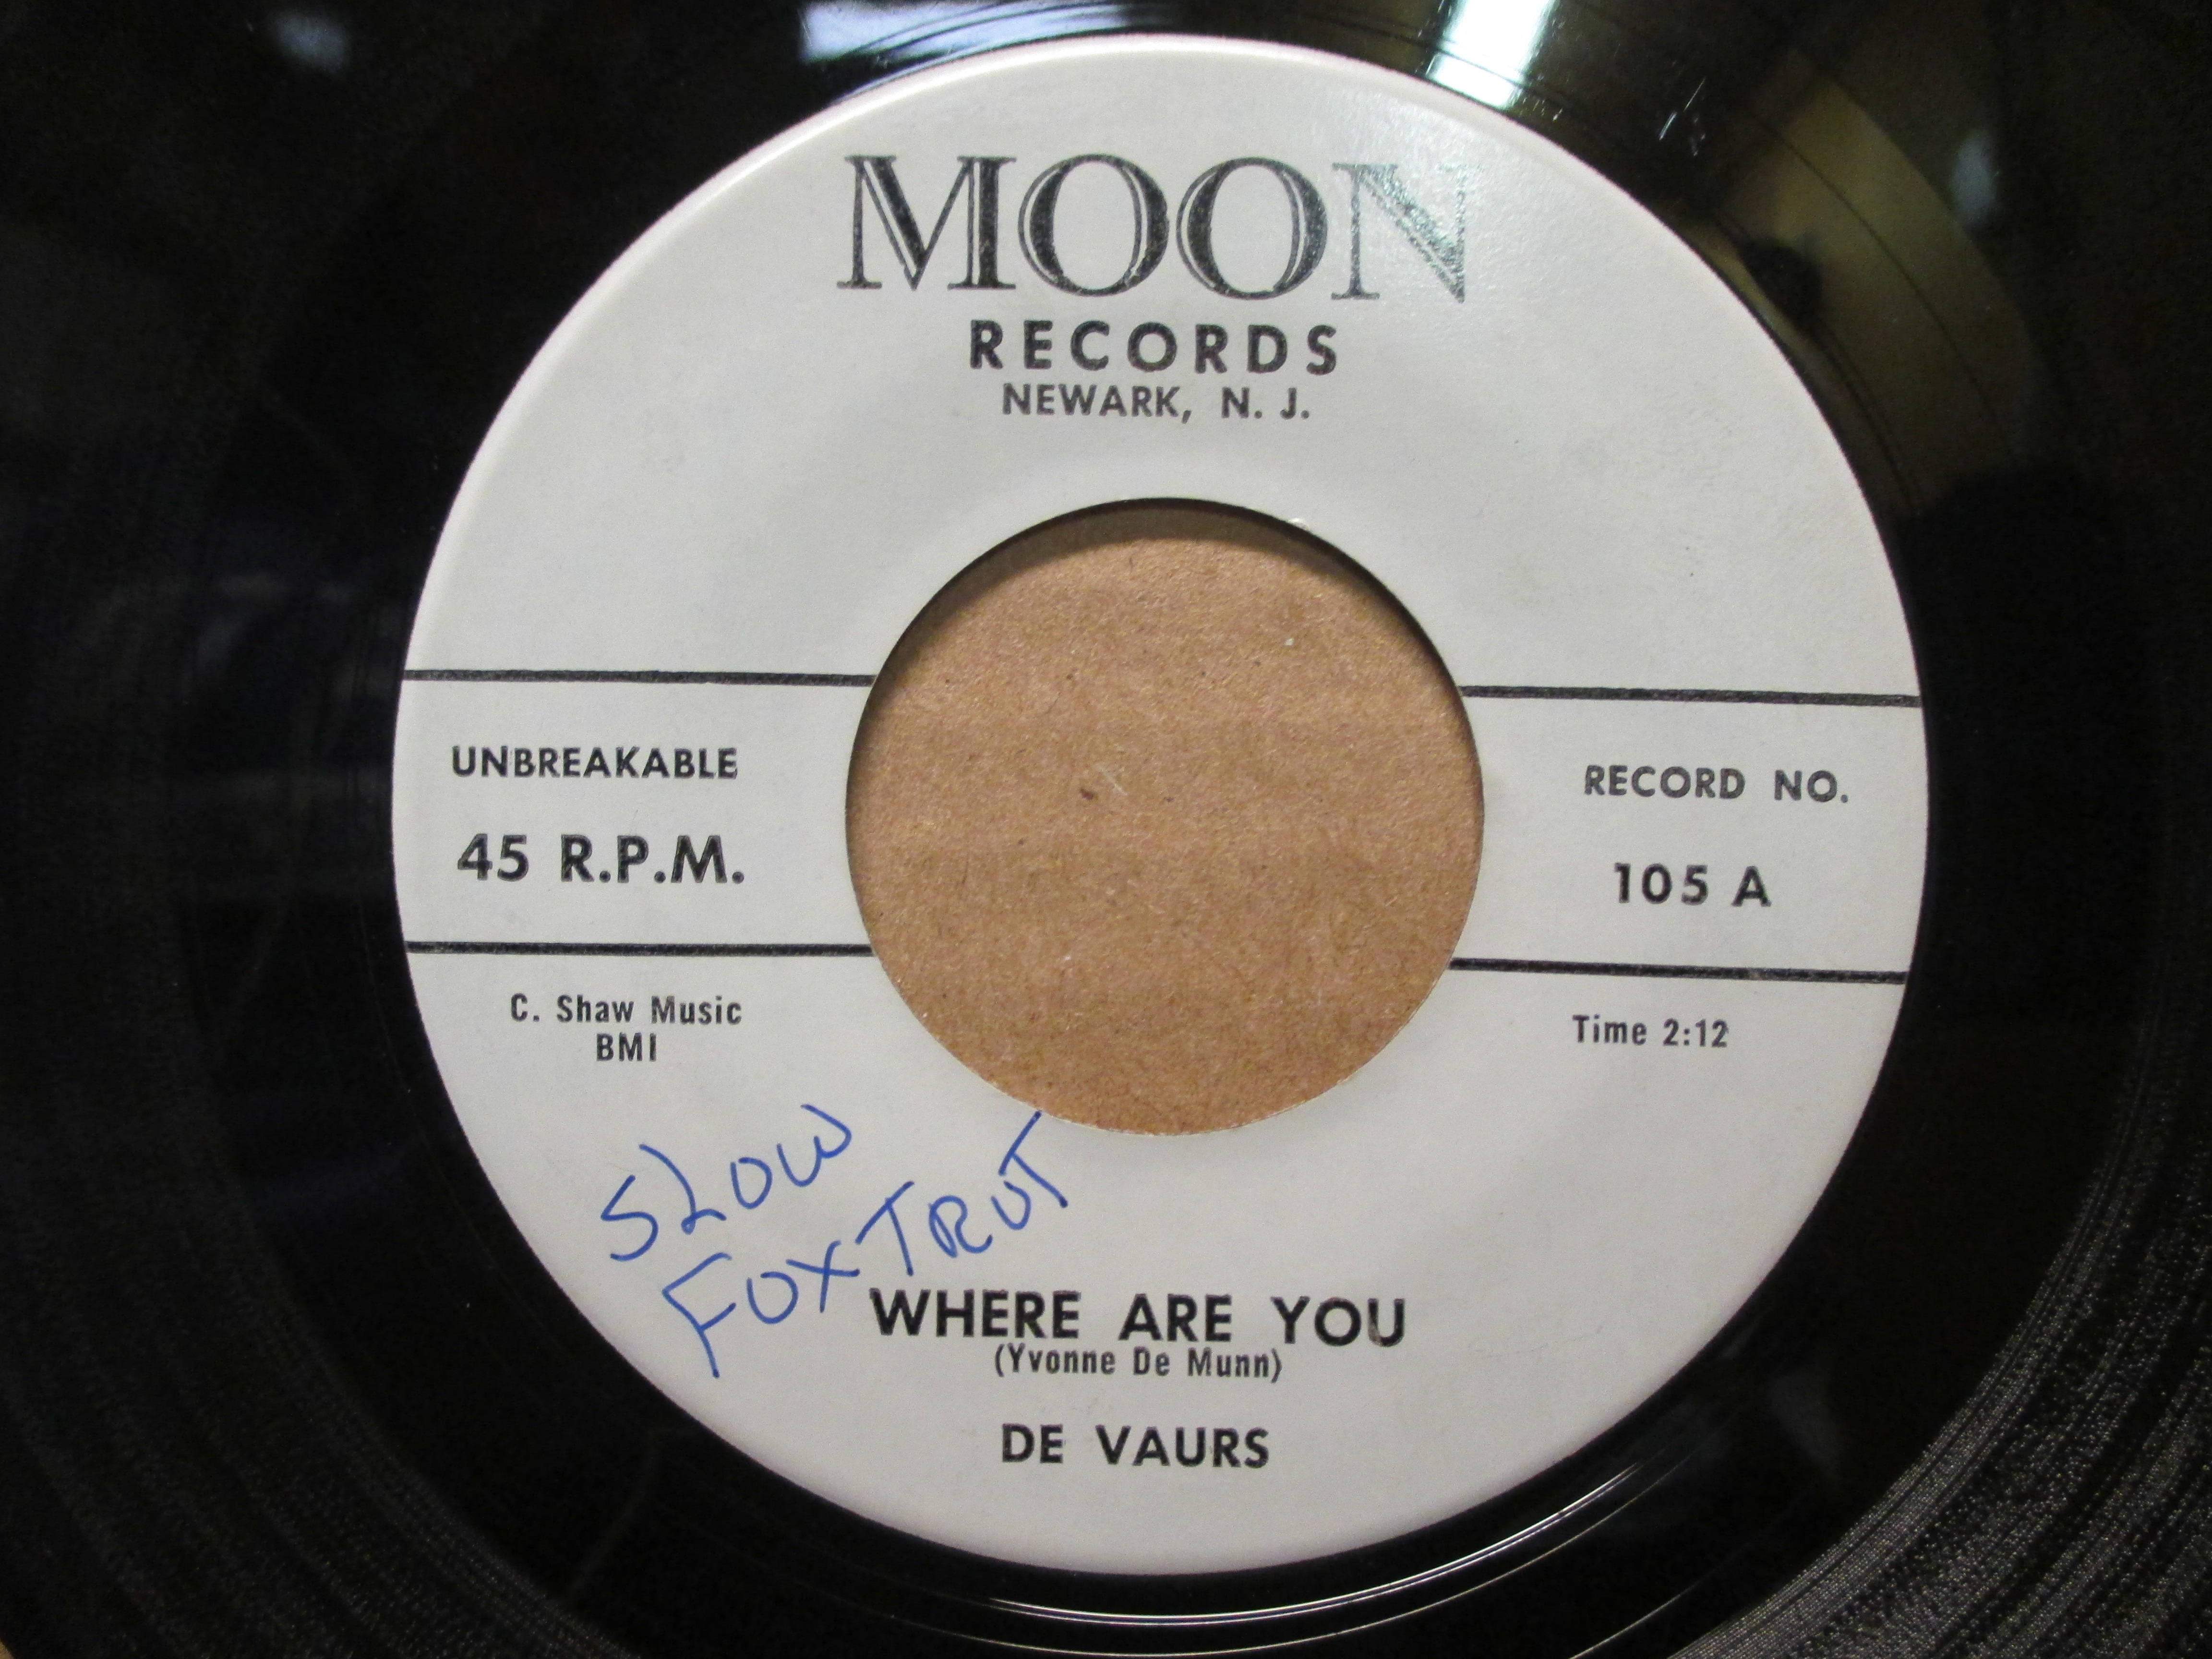 MOON
RECORDS
NEWARK, N. J.
UNBREAKABLE
45 R.P.M.
RECORD NO.
105 A
C. Shaw Music
BMI
Time 2:12
SLOW
FOXTROT
WHERE ARE YOU
(Yvonne De Munn)
DE VAURS